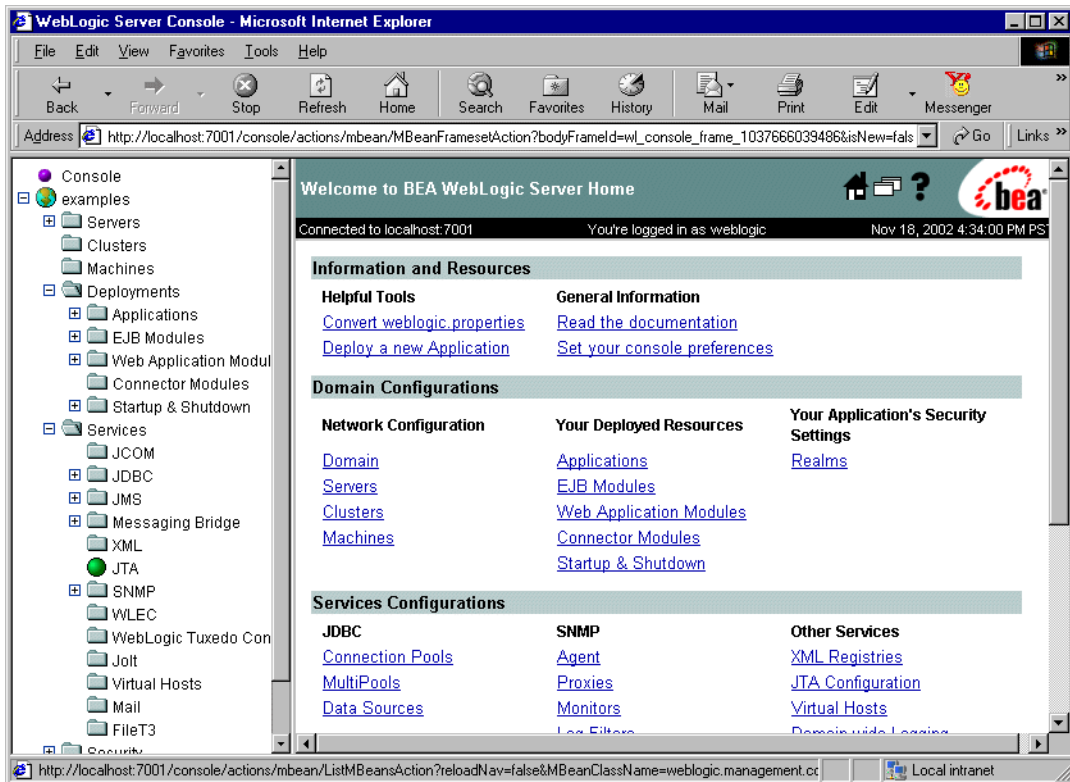 WebLogic Server Console - Microsoft Internet Explorer
File Edit View Favorites Tools Help
Back Forward Stop Refresh Home Search Favorites History Mail Print Edit Messenger »
Address http://localhost:7001/console/actions/mbean/MBeanFramesetAction?bodyFrameId=wl_console_frame_1037666039486&isNew=fals Go Links »
Console
examples
Servers
Clusters
Machines
Deployments
Applications
EJB Modules
Web Application Modul
Connector Modules
Startup & Shutdown
Services
JCOM
JDBC
JMS
Messaging Bridge
XML
JTA
SNMP
WLEC
WebLogic Tuxedo Con
Jolt
Virtual Hosts
Mail
FileT3
Security
Welcome to BEA WebLogic Server Home ? bea
Connected to localhost:7001 You're logged in as weblogic Nov 18, 2002 4:34:00 PM PST
Information and Resources
Helpful Tools General Information
Convert weblogic.properties Read the documentation
Deploy a new Application Set your console preferences
Domain Configurations
Network Configuration Your Deployed Resources Your Application's Security
Settings
Domain Applications Realms
Servers EJB Modules
Clusters Web Application Modules
Machines Connector Modules
Startup & Shutdown
Services Configurations
JDBC SNMP Other Services
Connection Pools Agent XML Registries
MultiPools Proxies JTA Configuration
Data Sources Monitors Virtual Hosts
Log Filters Domain wide Logging
http://localhost:7001/console/actions/mbean/ListMBeansAction?reloadNav=false&MBeanClassName=weblogic.management.cc Local intranet